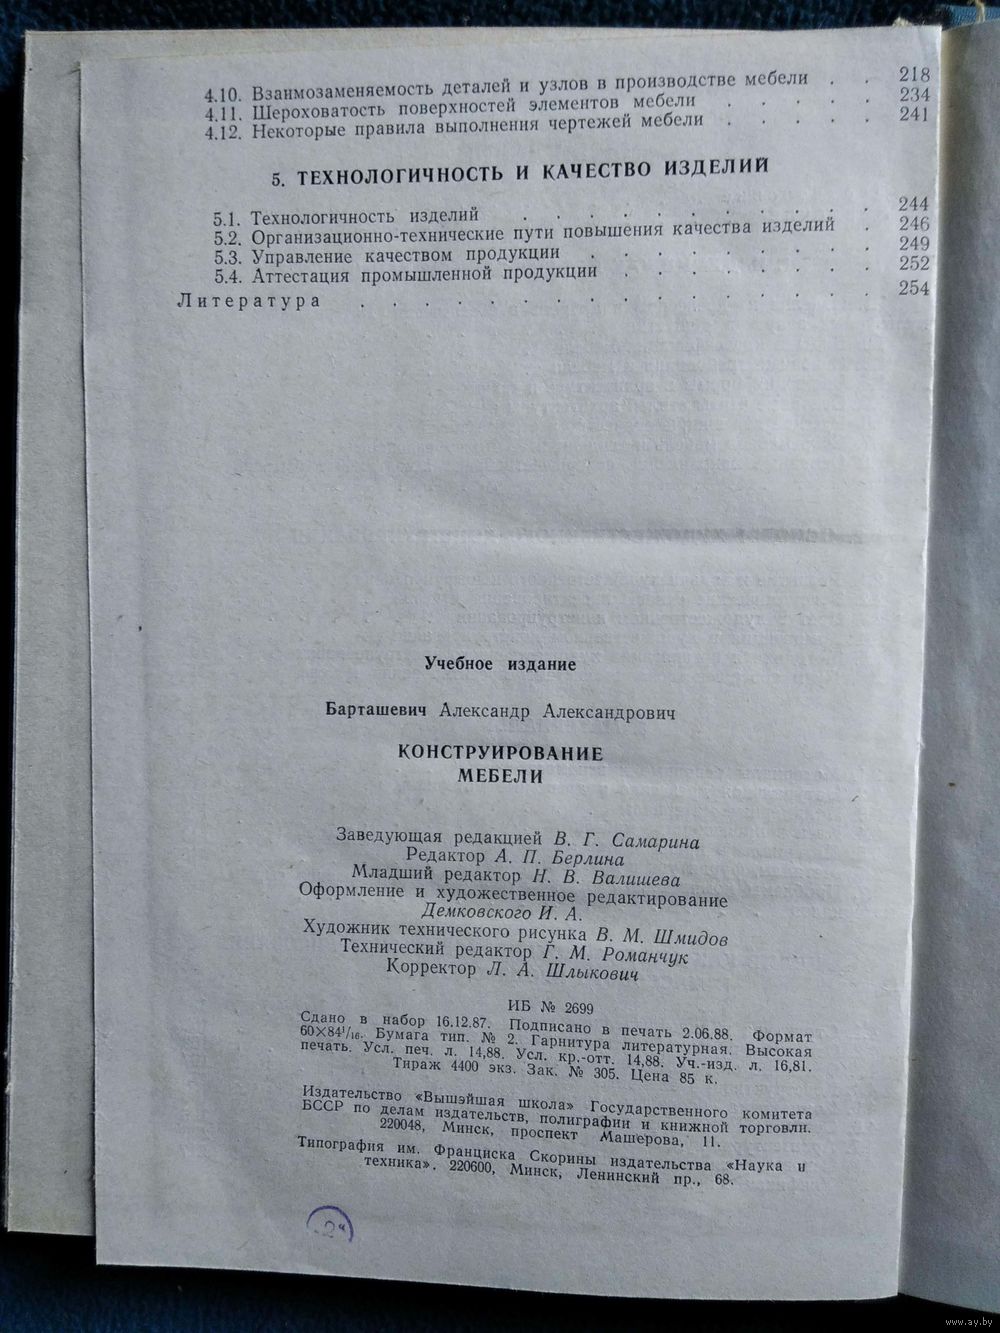 4.10. Взаимозаменяемость деталей и узлов в производстве мебели . . 218
4.11. Шероховатость поверхностей элементов мебели . . . . . 234
4.12. Некоторые правила выполнения чертежей мебели . . . . . 241
5. ТЕХНОЛОГИЧНОСТЬ И КАЧЕСТВО ИЗДЕЛИЙ
5.1. Технологичность изделий . . . . . . . . . . . 244
5.2. Организационно-технические пути повышения качества изделий . 246
5.3. Управление качеством продукции . . . . . . . . . 249
5.4. Аттестация промышленной продукции . . . . . . . . 252
Литература . . . . . . . . . . . . . . . . 254
Учебное издание
Барташевич Александр Александрович
КОНСТРУИРОВАНИЕ
МЕБЕЛИ
Заведующая редакцией В. Г. Самарина
Редактор А. П. Берлина
Младший редактор Н. В. Валишева
Оформление и художественное редактирование
Демковского И. А.
Художник технического рисунка В. М. Шмидов
Технический редактор Г. М. Романчук
Корректор Л. А. Шлыкович
ИБ № 2699
Сдано в набор 16.12.87. Подписано в печать 2.06.88. Формат
60×84¹/₁₆. Бумага тип. № 2. Гарнитура литературная. Высокая
печать. Усл. печ. л. 14,88. Усл. кр.-отт. 14,88. Уч.-изд. л. 16,81.
Тираж 4400 экз. Зак. № 305. Цена 85 к.
Издательство «Вышэйшая школа» Государственного комитета
БССР по делам издательств, полиграфии и книжной торговли.
220048, Минск, проспект Машерова, 11.
Типография им. Франциска Скорины издательства «Наука и
техника». 220600, Минск, Ленинский пр., 68.
www.ay.by